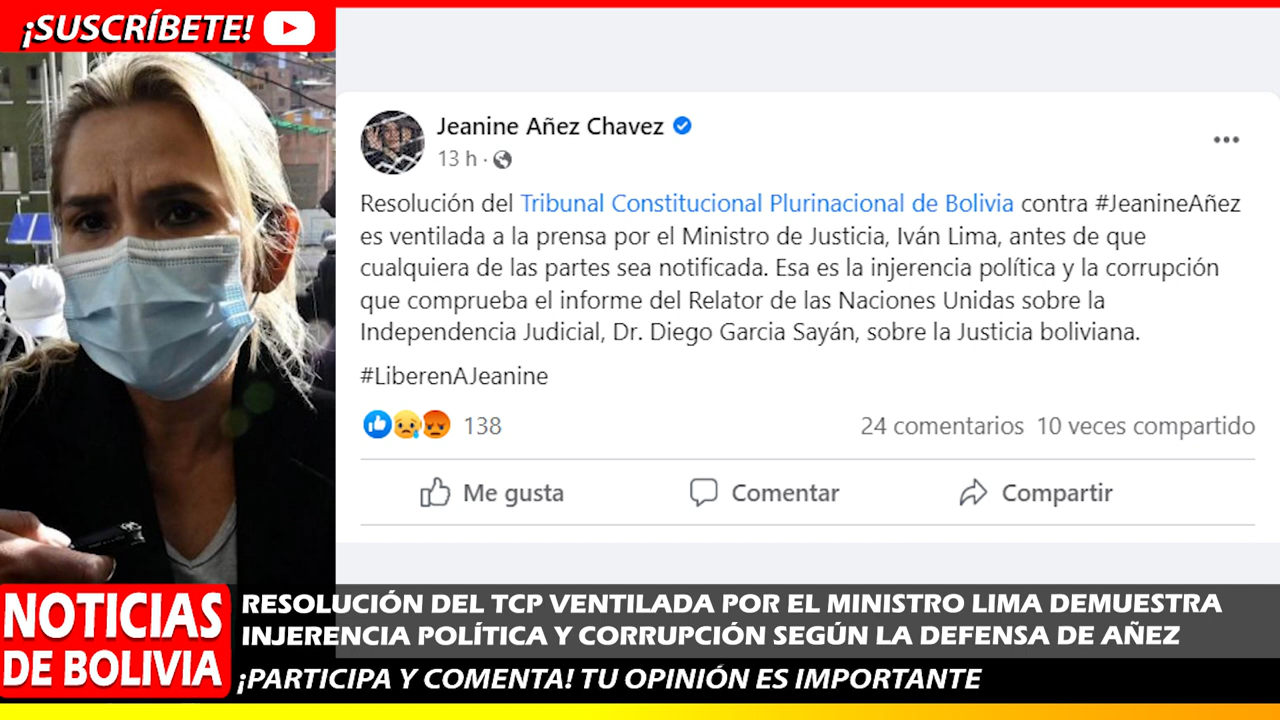 ¡SUSCRÍBETE!
Jeanine Añez Chavez
13 h ·
Resolución del Tribunal Constitucional Plurinacional de Bolivia contra #JeanineAñez
es ventilada a la prensa por el Ministro de Justicia, Iván Lima, antes de que
cualquiera de las partes sea notificada. Esa es la injerencia política y la corrupción
que comprueba el informe del Relator de las Naciones Unidas sobre la
Independencia Judicial, Dr. Diego Garcia Sayán, sobre la Justicia boliviana.
#LiberenAJeanine
138
24 comentarios 10 veces compartido
Me gusta Comentar Compartir
NOTICIAS
DE BOLIVIA
RESOLUCIÓN DEL TCP VENTILADA POR EL MINISTRO LIMA DEMUESTRA
INJERENCIA POLÍTICA Y CORRUPCIÓN SEGÚN LA DEFENSA DE AÑEZ
¡PARTICIPA Y COMENTA! TU OPINIÓN ES IMPORTANTE